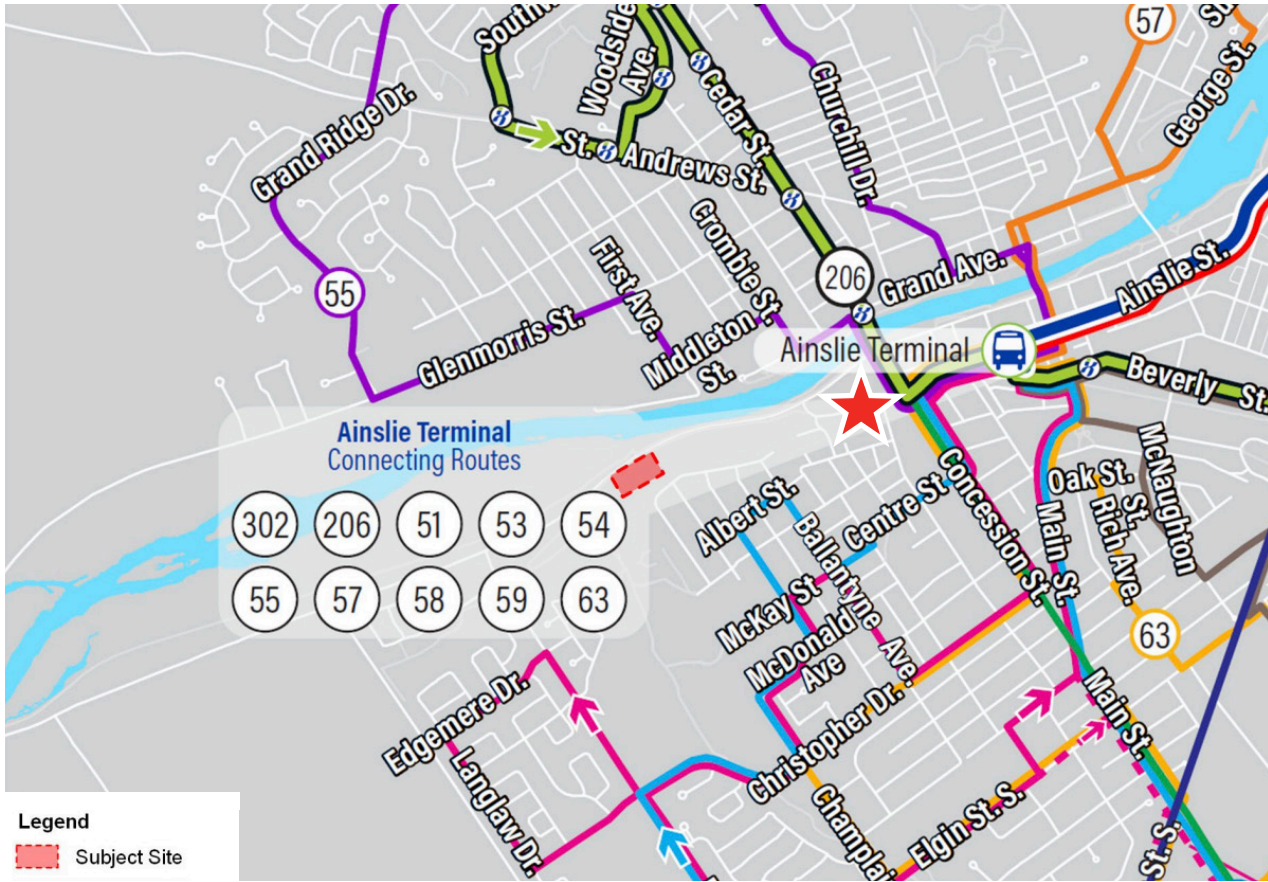 57
Southw
Woodside
Ave.
Cedar St.
Churchill Dr.
George St.
Grand Ridge Dr.
St. Andrews St.
Crombie St.
206
Grand Ave.
Ainslie St.
55
First Ave.
Glenmorris St.
Middleton
St.
Ainslie Terminal
Beverly St.
Ainslie Terminal
Connecting Routes
302
206
51
53
54
55
57
58
59
63
Concession St.
Albert St.
Ballantyne Ave.
Centre St.
McKay St
McDonald
Ave
Oak St.
Rich Ave.
St.
McNaughton
Main St.
63
Edgemere Dr.
Langlaw Dr.
Christopher Dr.
Champlai
Elgin St. S.
Main St.
St. S.
Legend
Subject Site